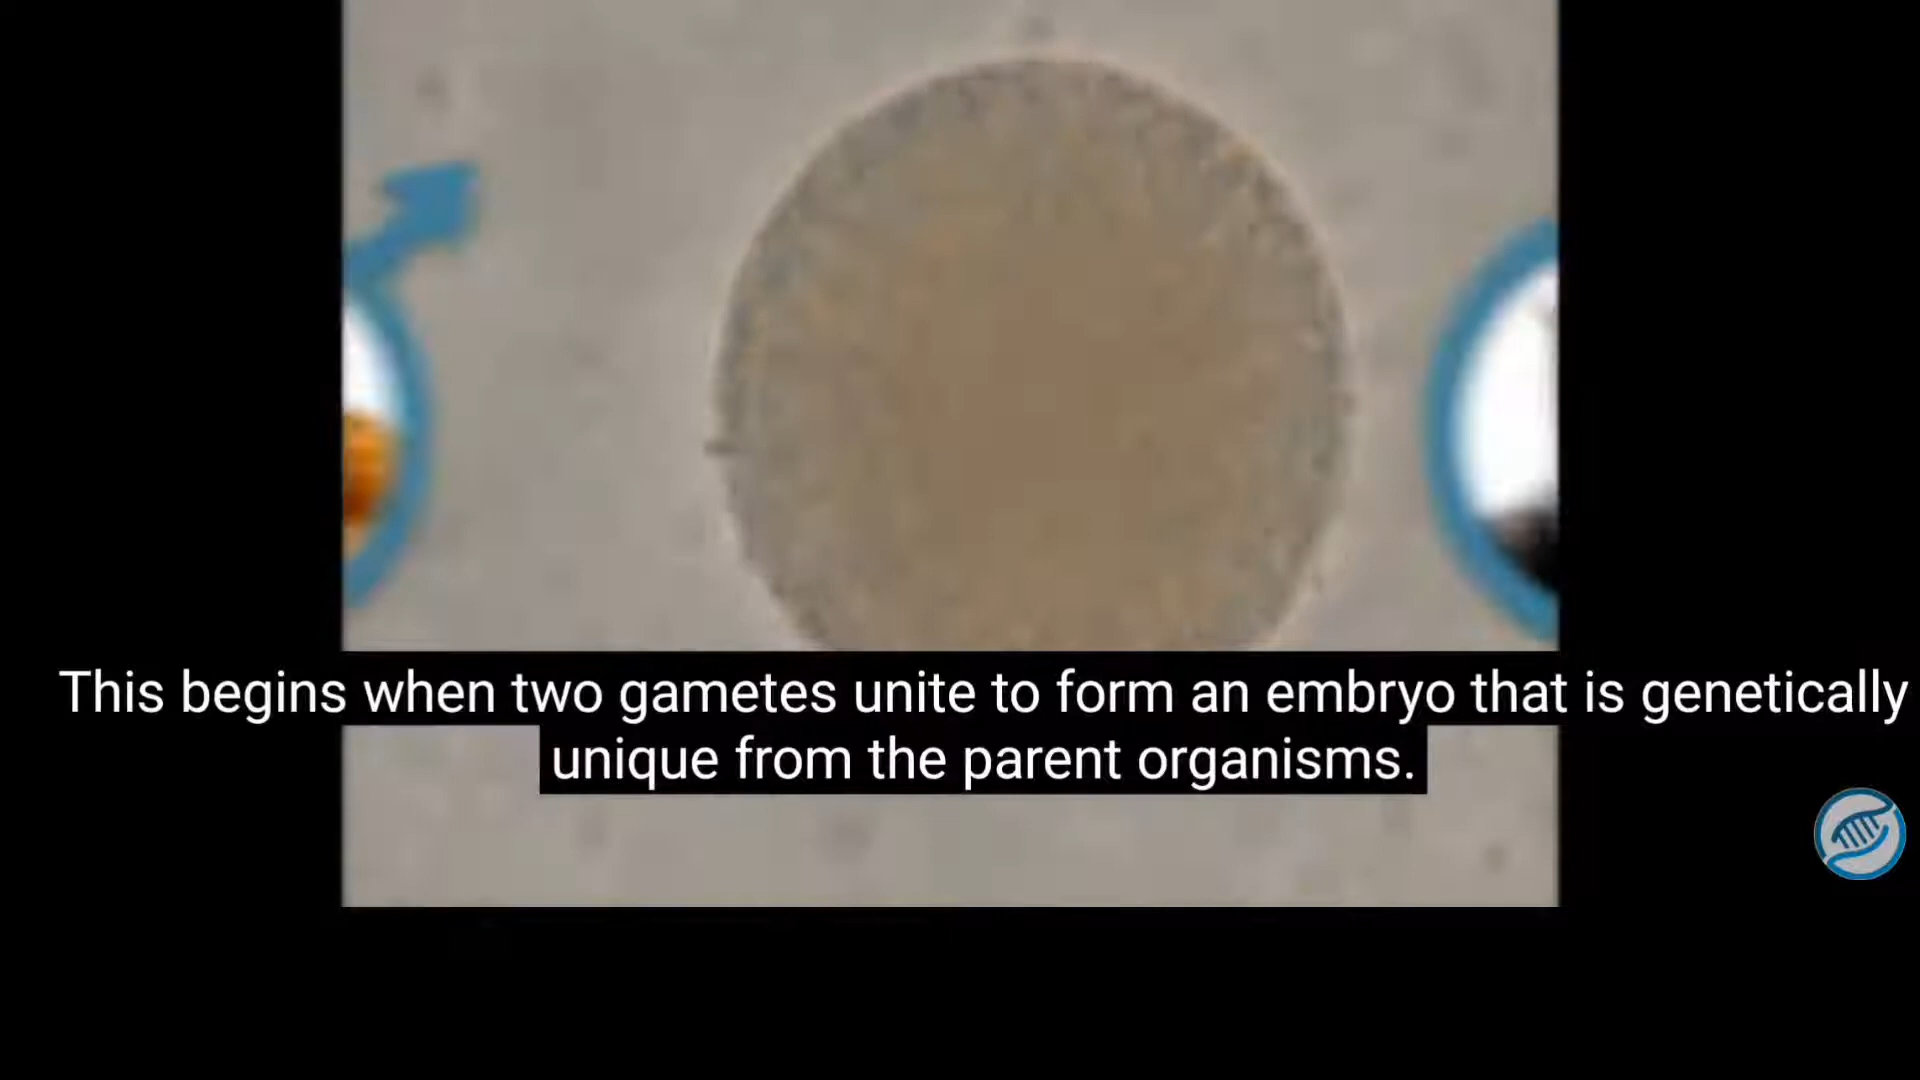 This begins when two gametes unite to form an embryo that is genetically
unique from the parent organisms.